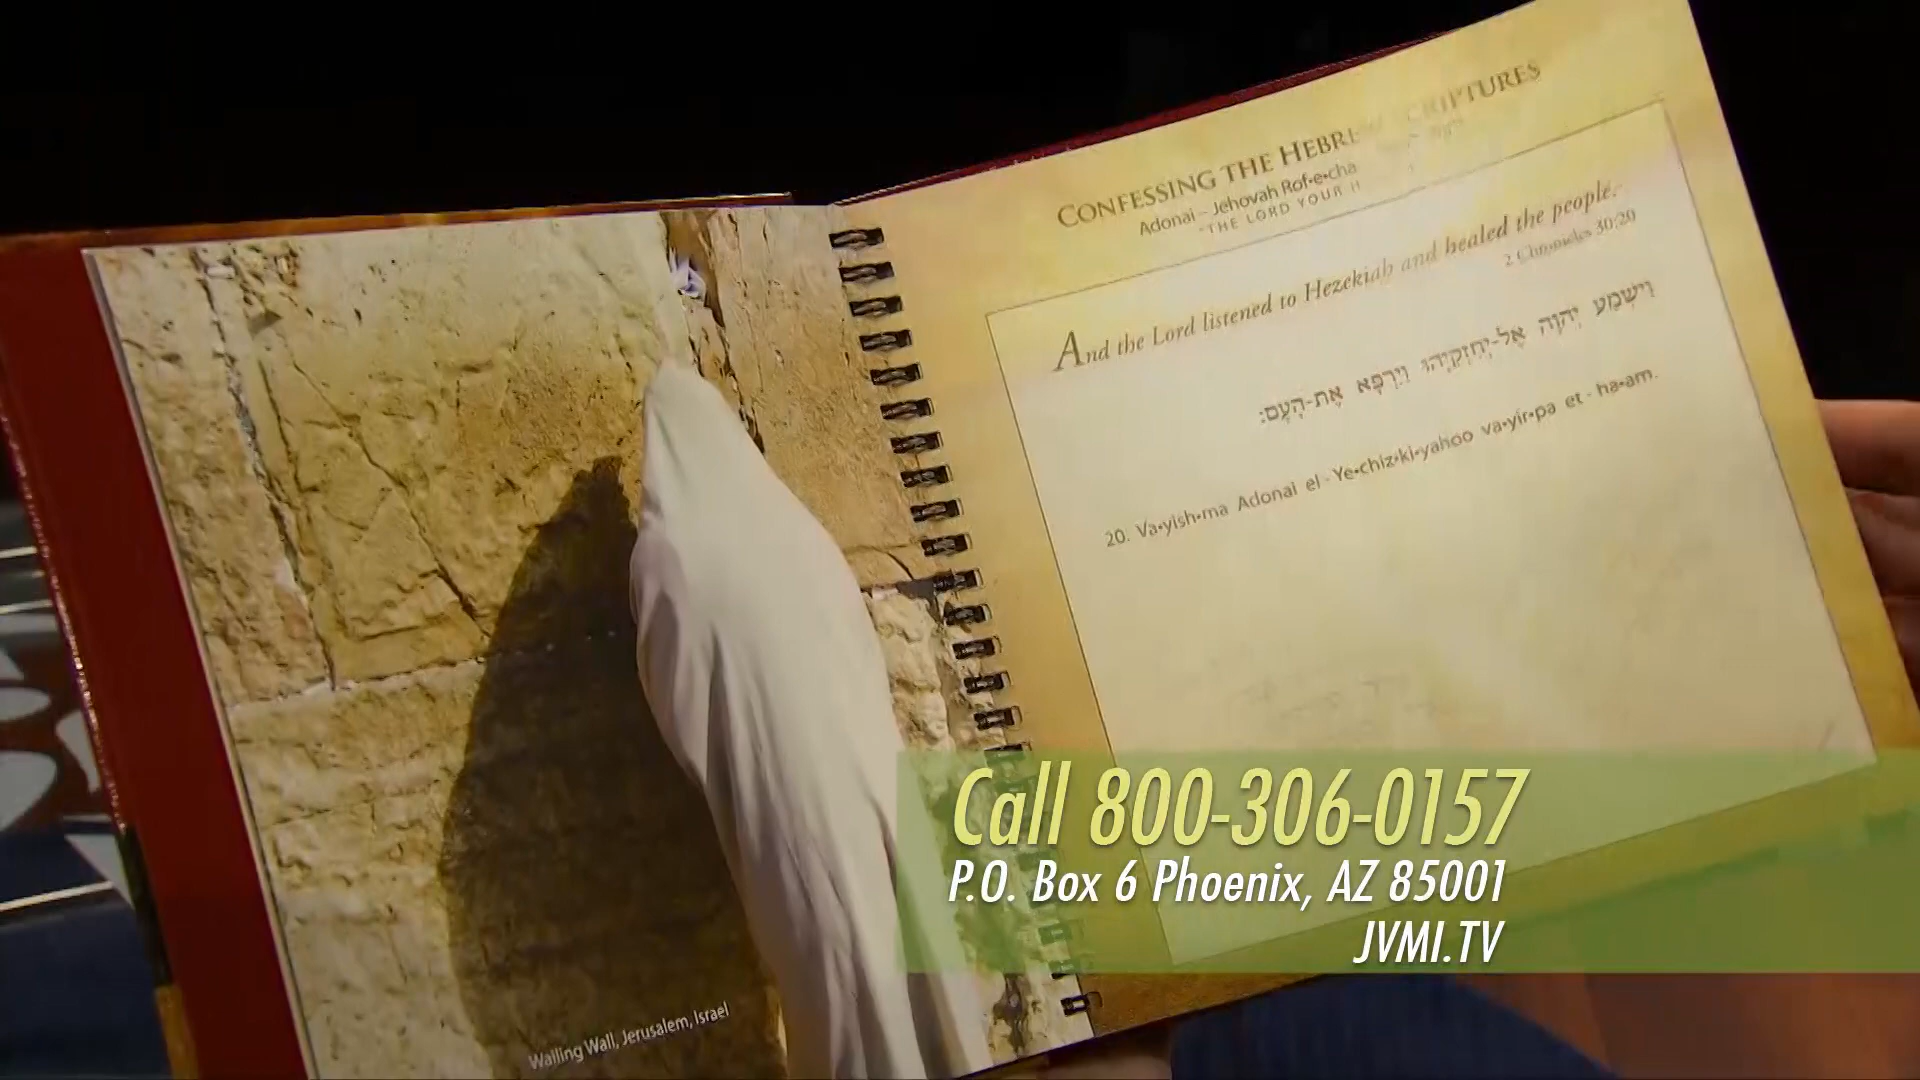 CONFESSING THE HEBREW SCRIPTURES
Adonai – Jehovah Rof•e•cha
"THE LORD YOUR
And the Lord listened to Hezekiah and healed the people.
2 Chronicles 30:20
וַיִּשְׁמַע יְהוָה אֶל-יְחִזְקִיָּהוּ וַיִּרְפָּא אֶת-הָעָם:
20. Va•yish•ma Adonai el - Ye•chiz•ki•yahoo va•yir•pa et - ha•am.
Wailing Wall, Jerusalem, Israel
Call 800-306-0157
P.O. Box 6 Phoenix, AZ 85001
JVMI.TV